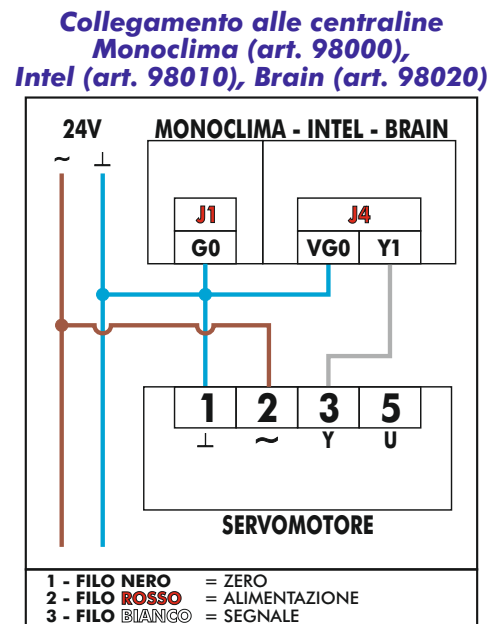 Collegamento alle centraline
Monoclima (art. 98000),
Intel (art. 98010), Brain (art. 98020)
24V MONOCLIMA - INTEL - BRAIN
~ ⊥
J1 J4
G0 VG0 Y1
1 2 3 5
⊥ ~ Y U
SERVOMOTORE
1 - FILO NERO = ZERO
2 - FILO ROSSO = ALIMENTAZIONE
3 - FILO BIANCO = SEGNALE